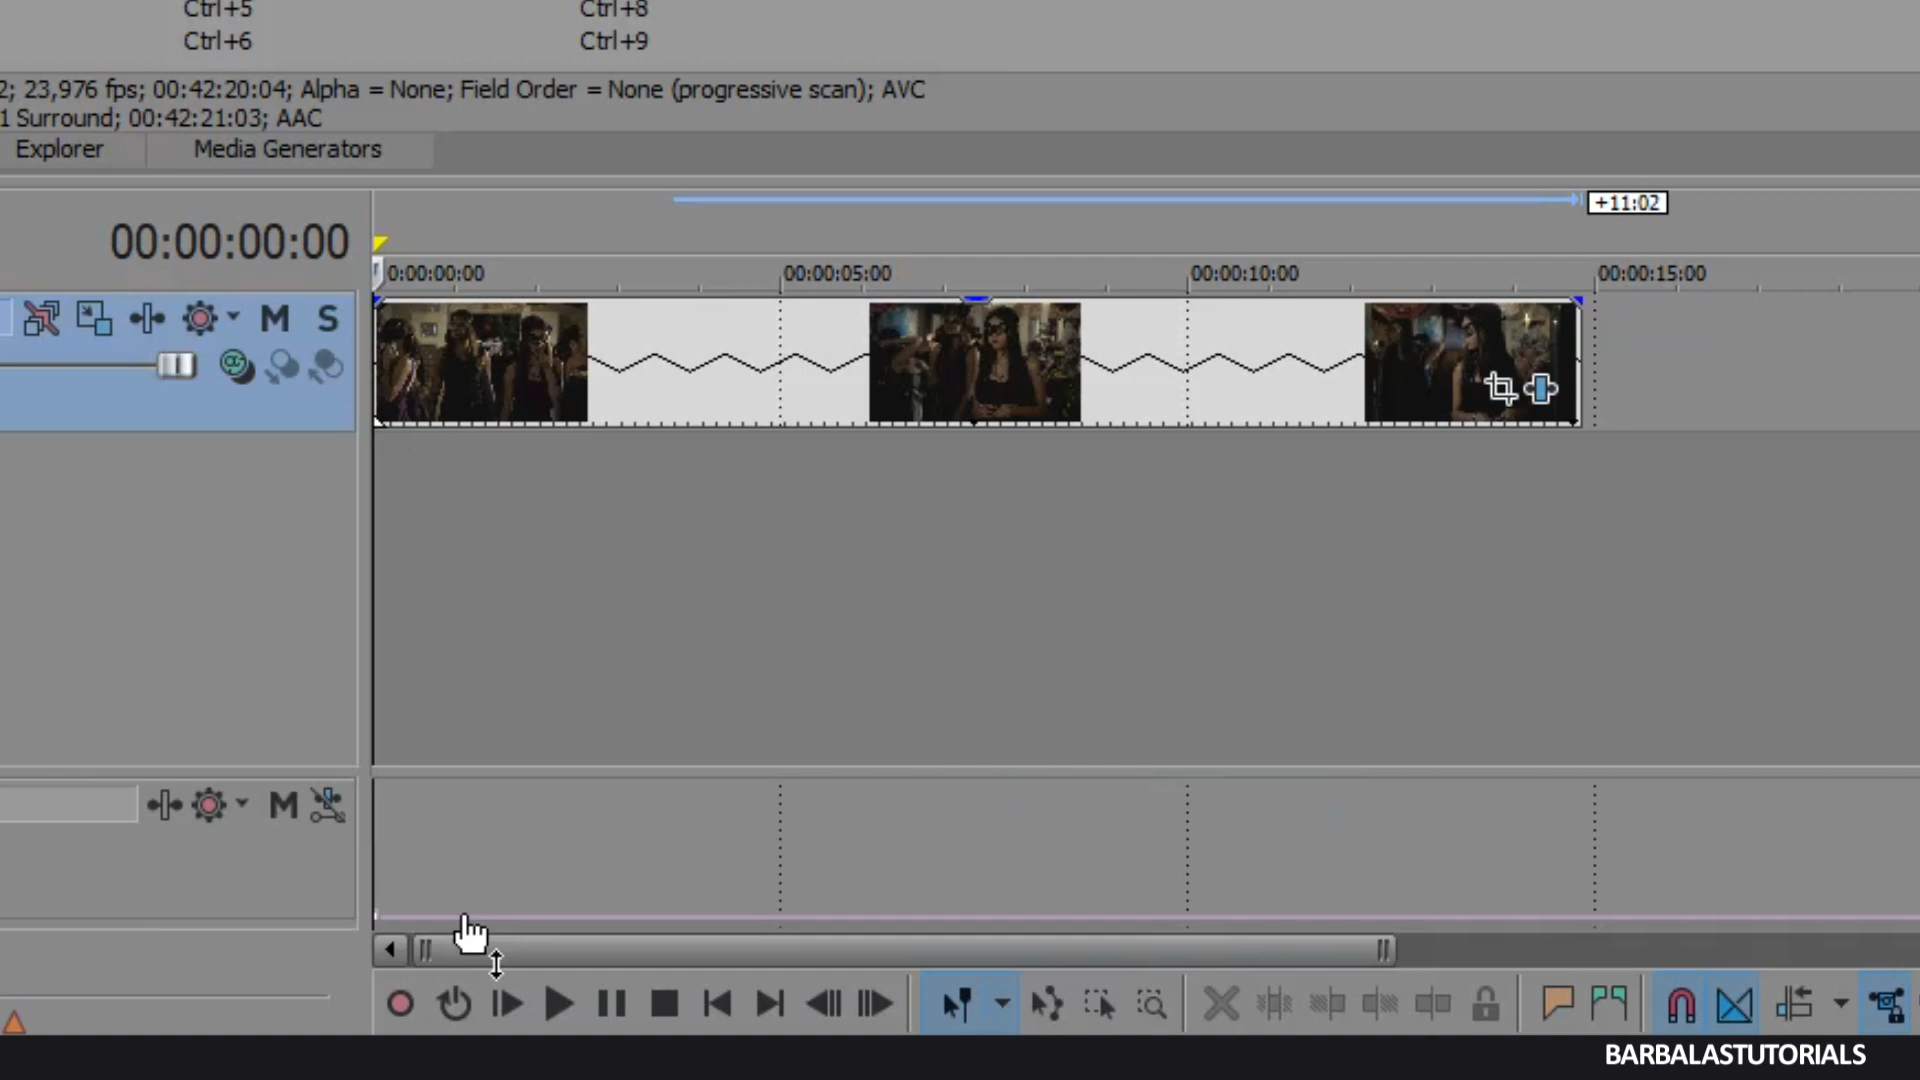 Ctrl+5 Ctrl+8
Ctrl+6 Ctrl+9
2; 23,976 fps; 00:42:20:04; Alpha = None; Field Order = None (progressive scan); AVC
1 Surround; 00:42:21:03; AAC
Explorer Media Generators
+11:02
00:00:00:00
0:00:00:00 00:00:05:00 00:00:10:00 00:00:15:00
M S
M
BARBALASTUTORIALS